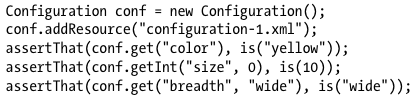 Configuration conf = new Configuration();
conf.addResource("configuration-1.xml");
assertThat(conf.get("color"), is("yellow"));
assertThat(conf.getInt("size", 0), is(10));
assertThat(conf.get("breadth", "wide"), is("wide"));